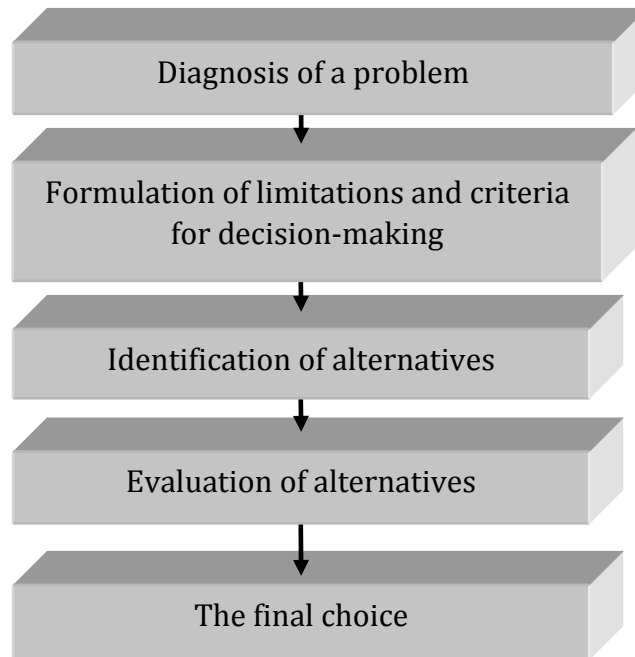 Diagnosis of a problem
Formulation of limitations and criteria
for decision-making
Identification of alternatives
Evaluation of alternatives
The final choice